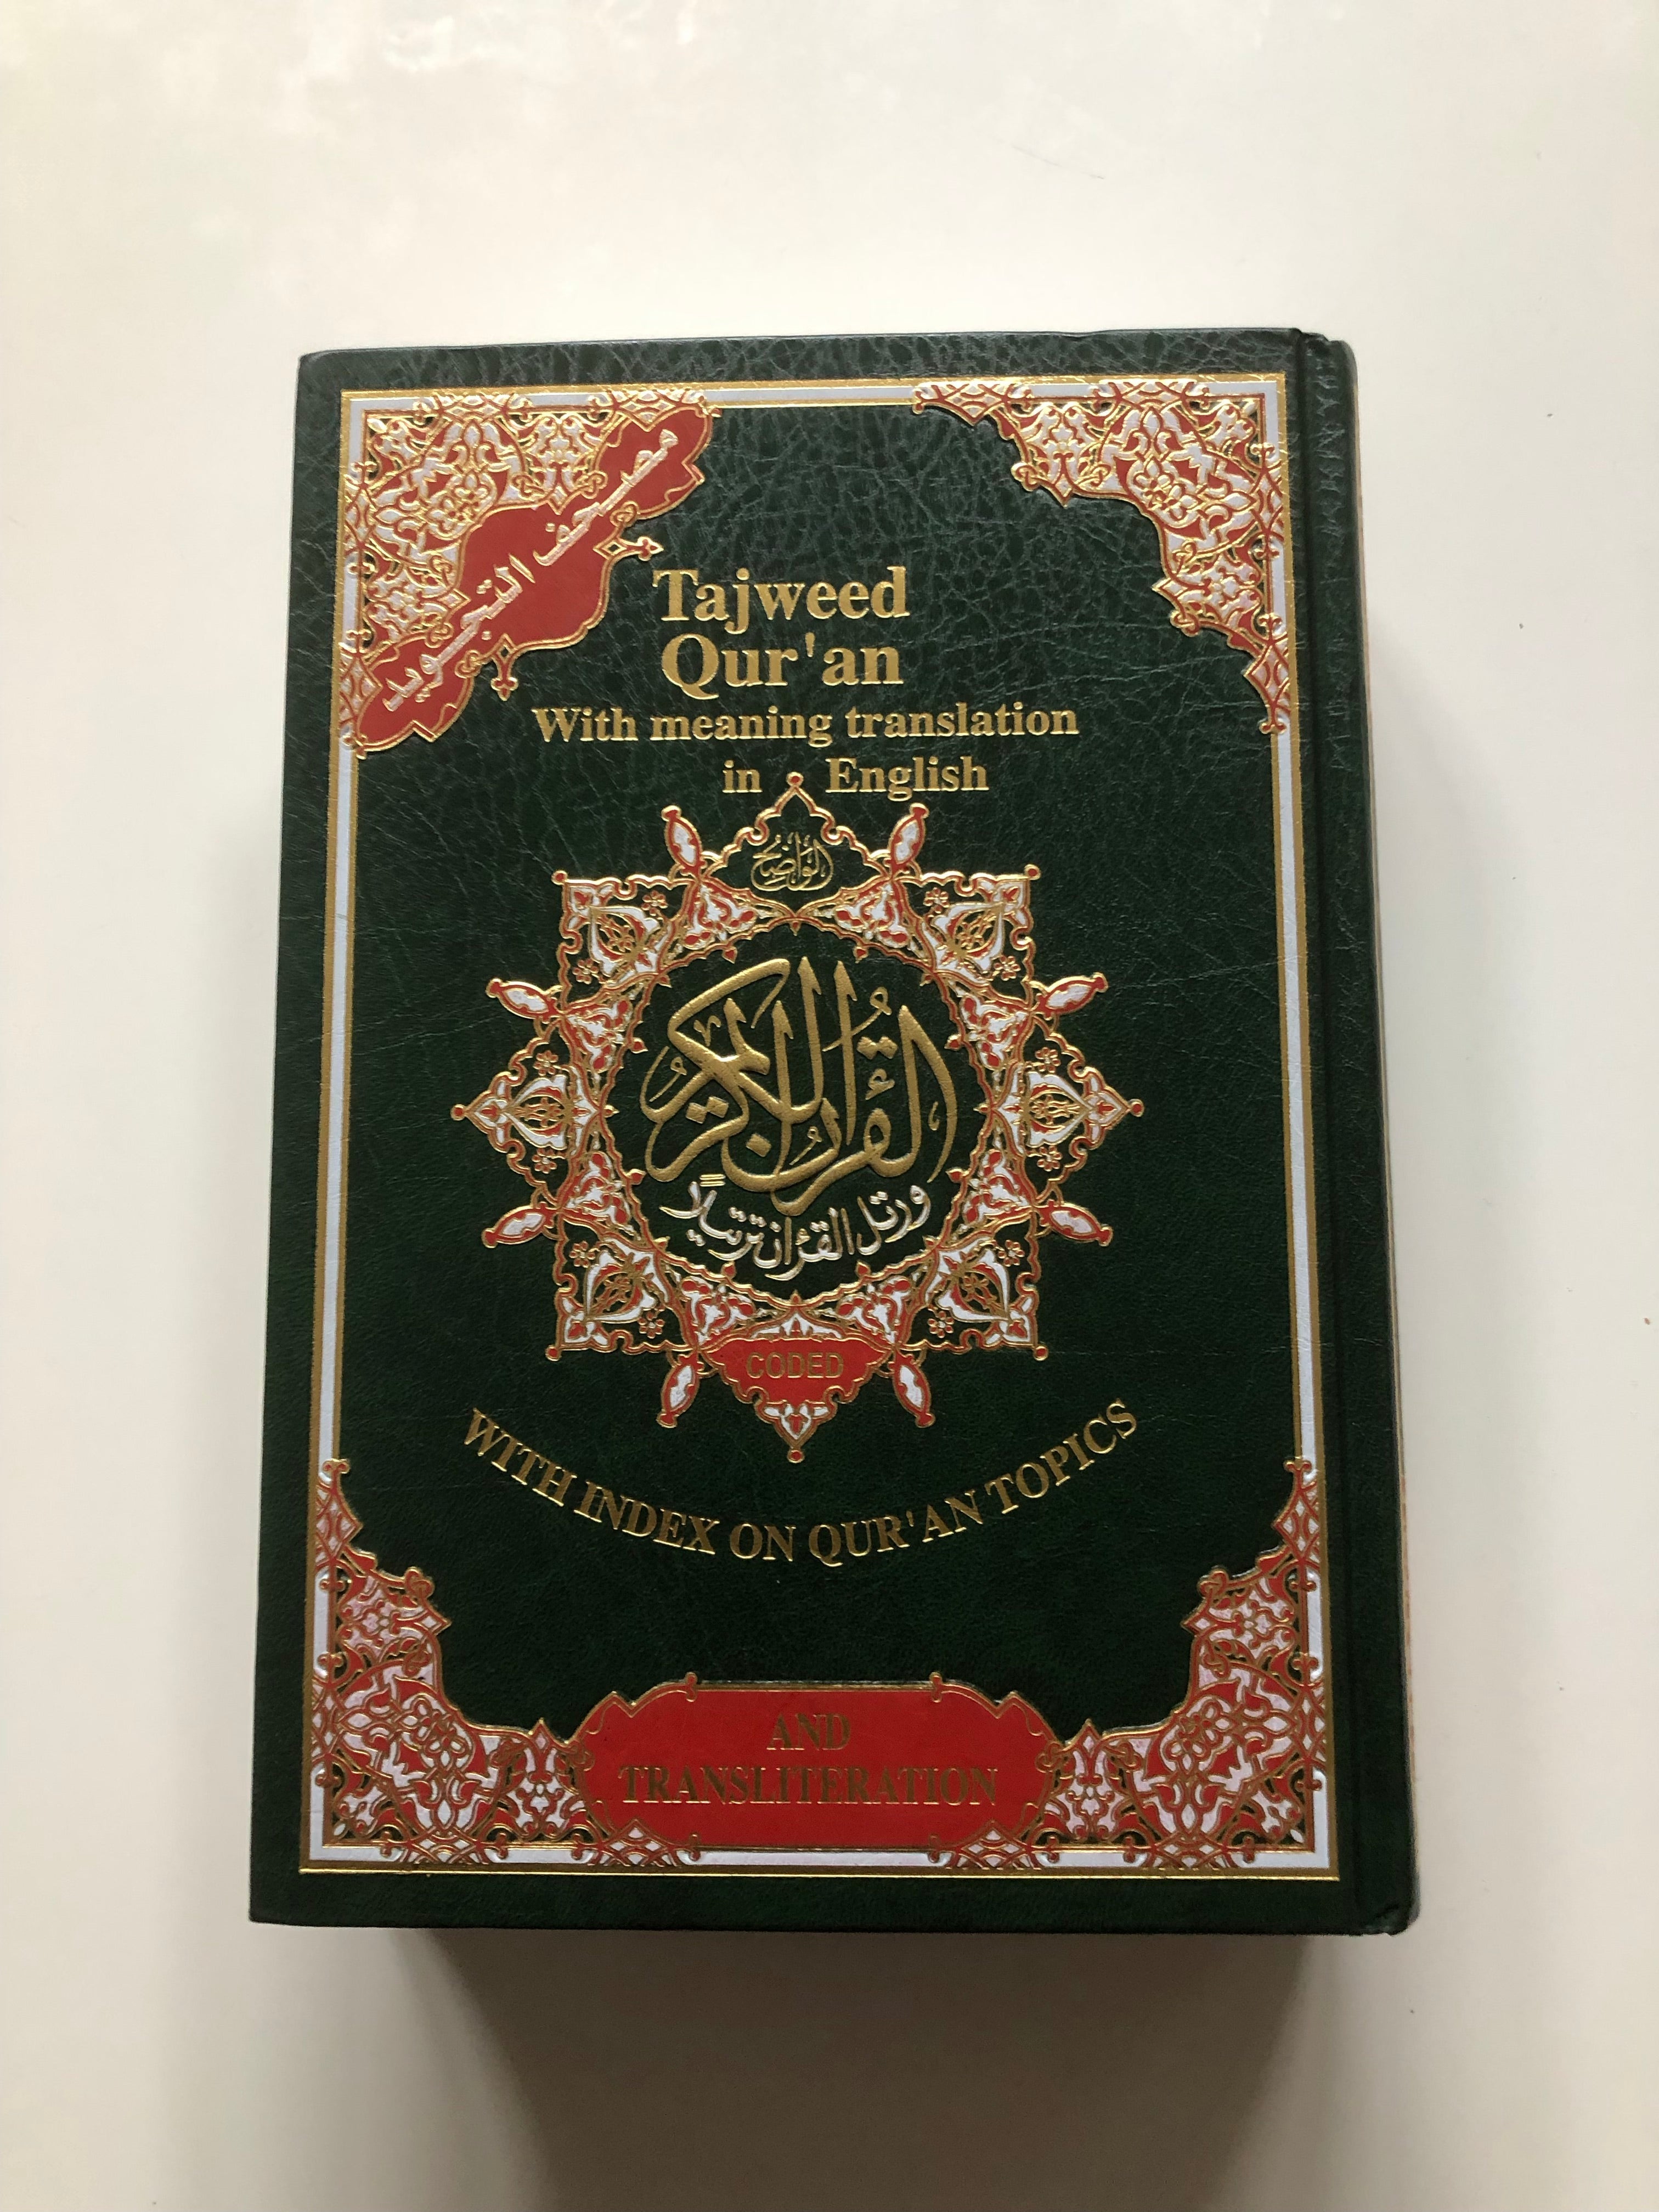 مصحف التجويد
Tajweed
Qur'an
With meaning translation
in English
الواضح
القرآن الكريم
ورتل القرآن ترتيلاً
CODED
WITH INDEX ON QUR'AN TOPICS
AND
TRANSLITERATION